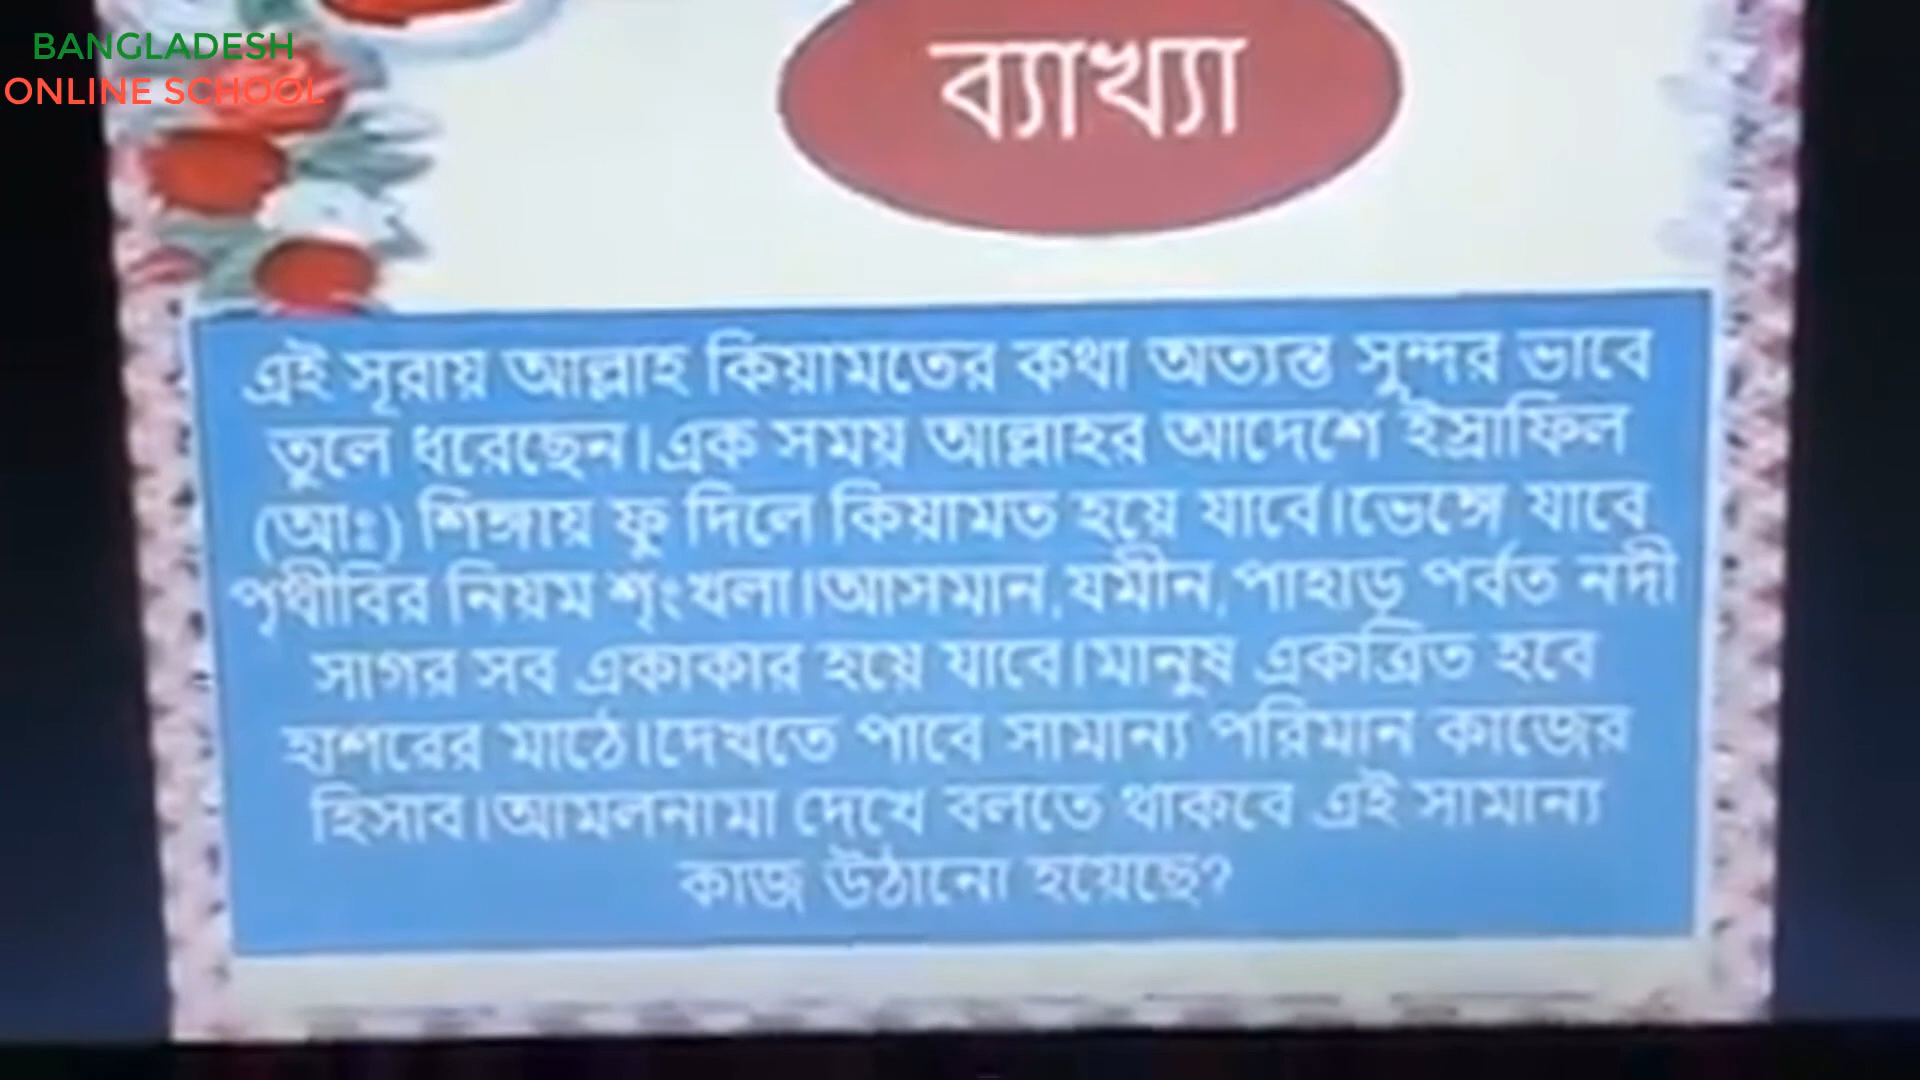 BANGLADESH
ONLINE SCHOOL
ব্যাখ্যা
এই সূরায় আল্লাহ কিয়ামতের কথা অত্যন্ত সুন্দর ভাবে
তুলে ধরেছেন।এক সময় আল্লাহর আদেশে ইস্রাফিল
(আঃ) শিঙ্গায় ফু দিলে কিয়ামত হয়ে যাবে।ভেঙ্গে যাবে
পৃথ্বীবির নিয়ম শৃংখলা।আসমান,যমীন,পাহাড় পর্বত নদী
সাগর সব একাকার হয়ে যাবে।মানুষ একত্রিত হবে
হাশরের মাঠে।দেখতে পাবে সামান্য পরিমান কাজের
হিসাব।আমলনামা দেখে বলতে থাকবে এই সামান্য
কাজ উঠানো হয়েছে?